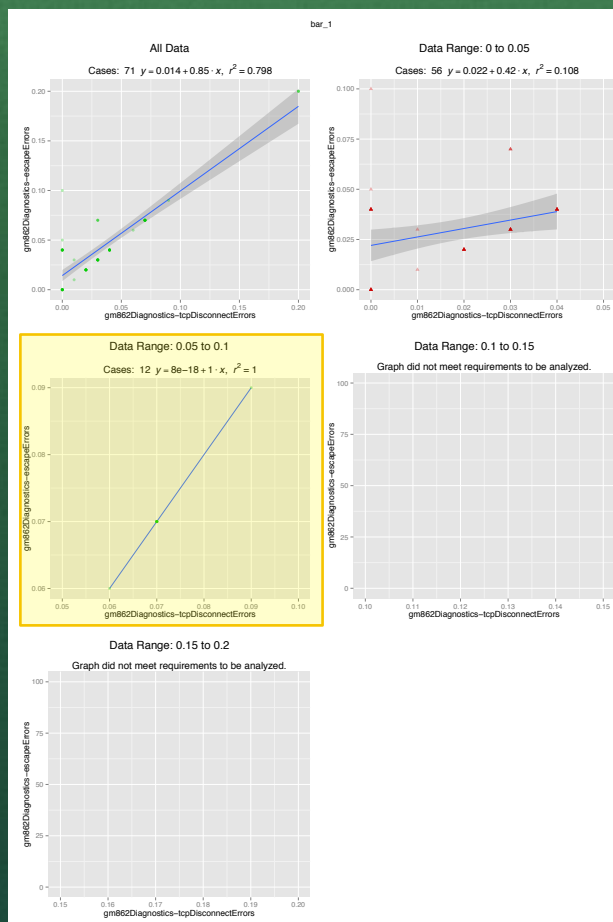 bar_1
All Data
Cases: 71 y = 0.014 + 0.85 · x, r² = 0.798
gm862Diagnostics−escapeErrors
0.20
0.15
0.10
0.05
0.00
0.00 0.05 0.10 0.15 0.20
gm862Diagnostics−tcpDisconnectErrors
Data Range: 0 to 0.05
Cases: 56 y = 0.022 + 0.42 · x, r² = 0.108
gm862Diagnostics−escapeErrors
0.100
0.075
0.050
0.025
0.000
0.00 0.01 0.02 0.03 0.04 0.05
gm862Diagnostics−tcpDisconnectErrors
Data Range: 0.05 to 0.1
Cases: 12 y = 8e−18 + 1 · x, r² = 1
gm862Diagnostics−escapeErrors
0.09
0.08
0.07
0.06
0.05 0.06 0.07 0.08 0.09 0.10
gm862Diagnostics−tcpDisconnectErrors
Data Range: 0.1 to 0.15
Graph did not meet requirements to be analyzed.
gm862Diagnostics−escapeErrors
100
75
50
25
0
0.10 0.11 0.12 0.13 0.14 0.15
gm862Diagnostics−tcpDisconnectErrors
Data Range: 0.15 to 0.2
Graph did not meet requirements to be analyzed.
gm862Diagnostics−escapeErrors
100
75
50
25
0
0.15 0.16 0.17 0.18 0.19 0.20
gm862Diagnostics−tcpDisconnectErrors